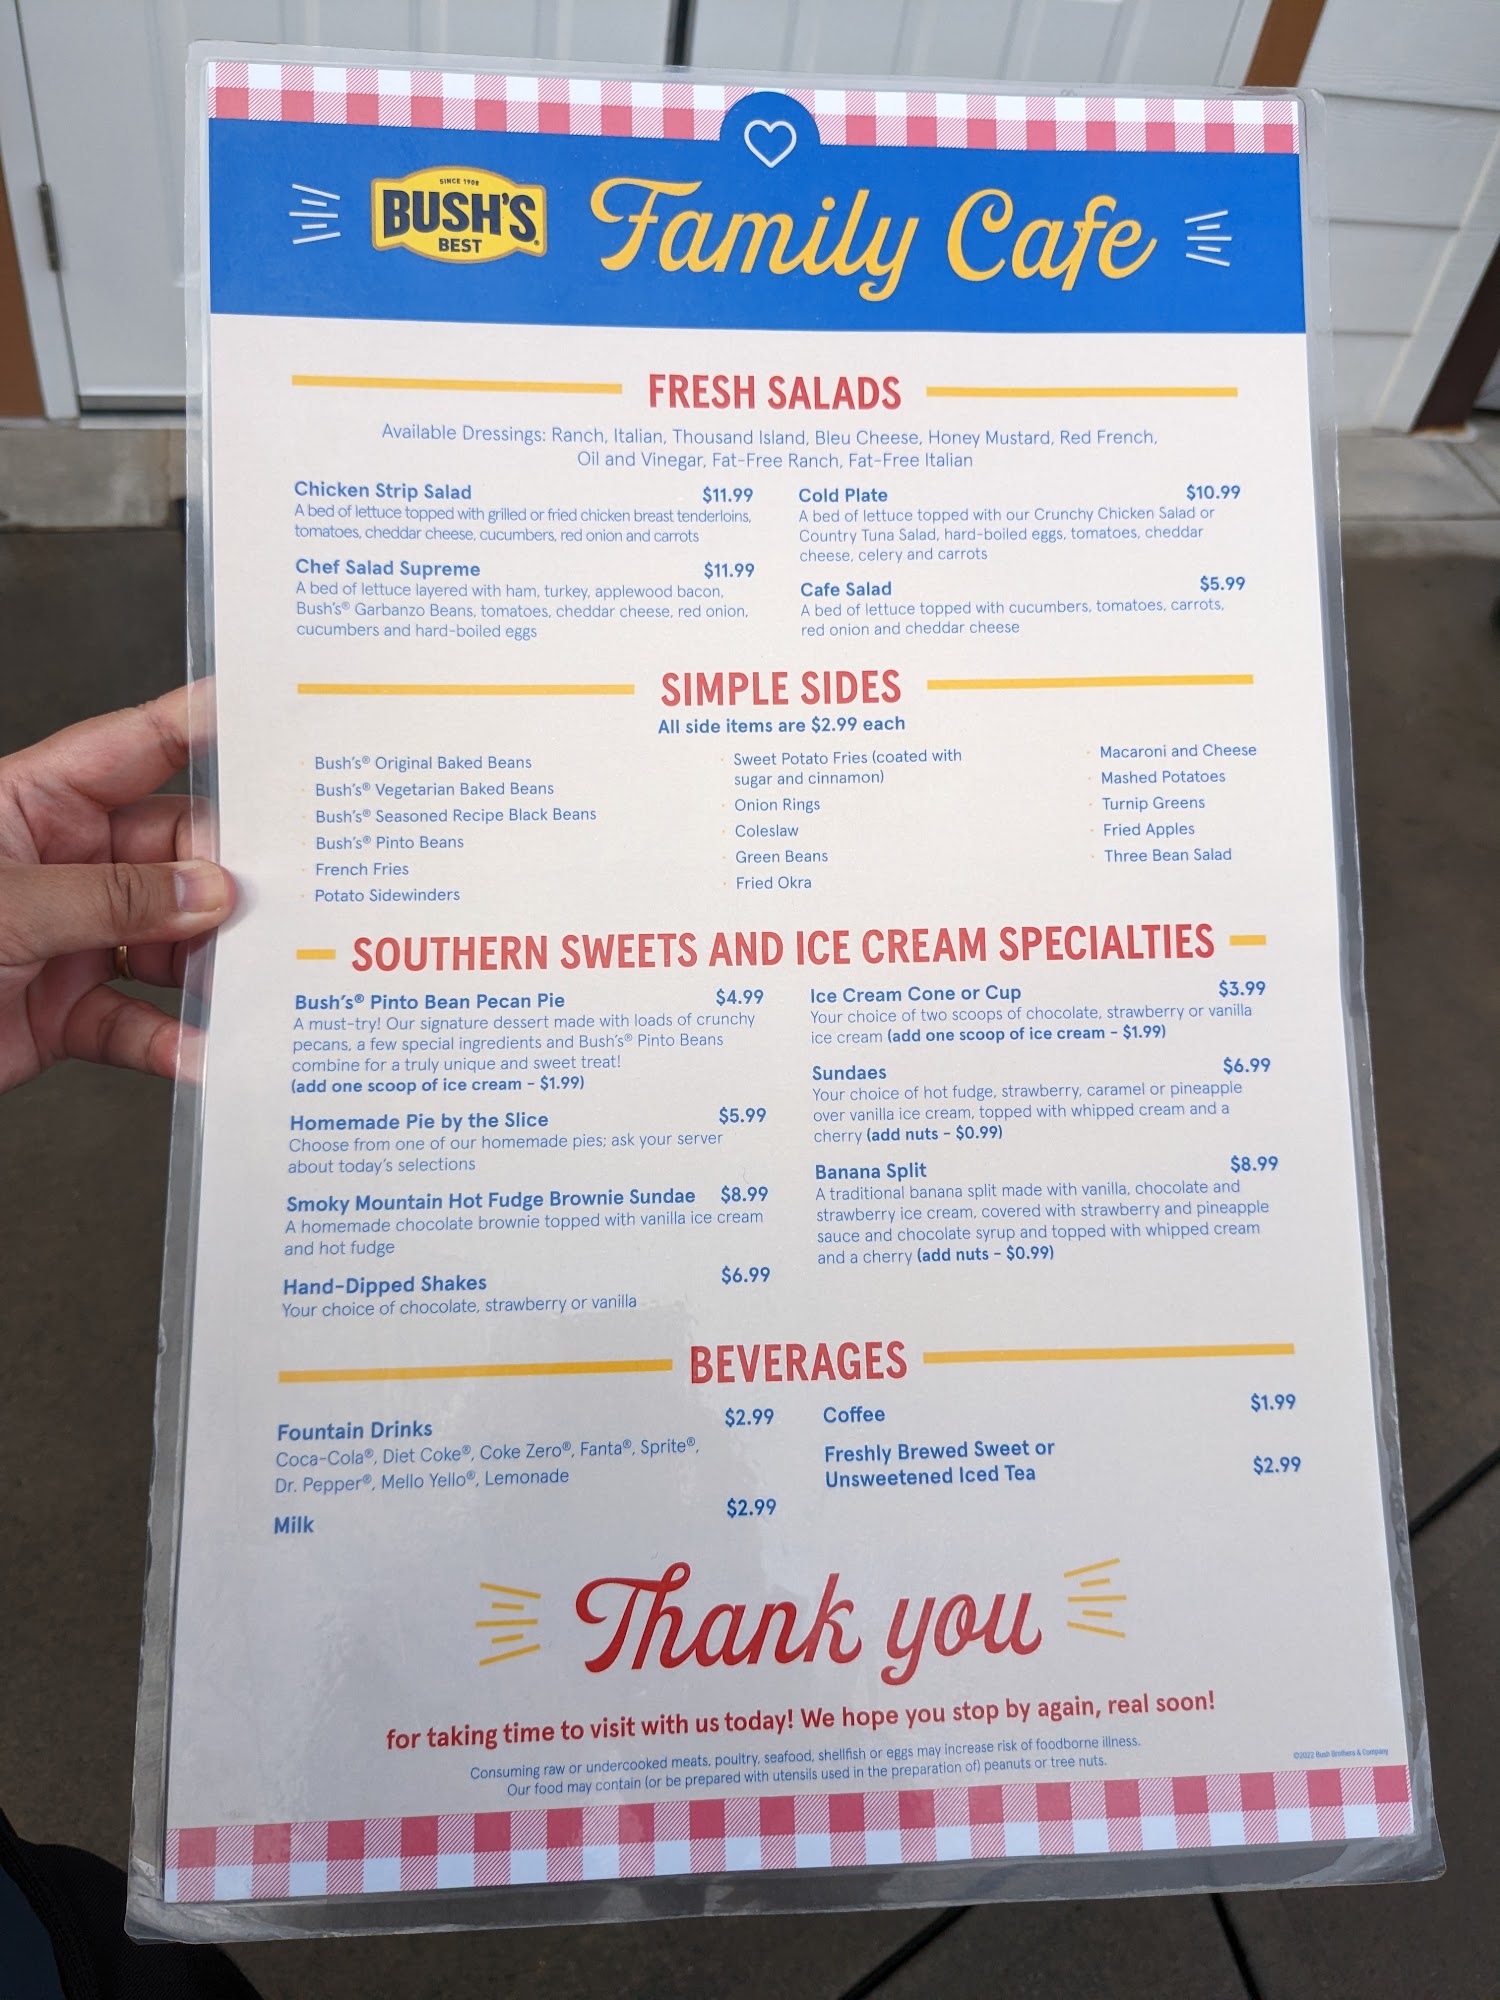 SINCE 1908
BUSH'S
BEST®
Family Cafe
FRESH SALADS
Available Dressings: Ranch, Italian, Thousand Island, Bleu Cheese, Honey Mustard, Red French,
Oil and Vinegar, Fat-Free Ranch, Fat-Free Italian
Chicken Strip Salad $11.99
A bed of lettuce topped with grilled or fried chicken breast tenderloins,
tomatoes, cheddar cheese, cucumbers, red onion and carrots
Chef Salad Supreme $11.99
A bed of lettuce layered with ham, turkey, applewood bacon,
Bush's® Garbanzo Beans, tomatoes, cheddar cheese, red onion,
cucumbers and hard-boiled eggs
Cold Plate $10.99
A bed of lettuce topped with our Crunchy Chicken Salad or
Country Tuna Salad, hard-boiled eggs, tomatoes, cheddar
cheese, celery and carrots
Cafe Salad $5.99
A bed of lettuce topped with cucumbers, tomatoes, carrots,
red onion and cheddar cheese
SIMPLE SIDES
All side items are $2.99 each
· Bush's® Original Baked Beans
· Bush's® Vegetarian Baked Beans
· Bush's® Seasoned Recipe Black Beans
· Bush's® Pinto Beans
· French Fries
· Potato Sidewinders
· Sweet Potato Fries (coated with
sugar and cinnamon)
· Onion Rings
· Coleslaw
· Green Beans
· Fried Okra
· Macaroni and Cheese
· Mashed Potatoes
· Turnip Greens
· Fried Apples
· Three Bean Salad
SOUTHERN SWEETS AND ICE CREAM SPECIALTIES
Bush's® Pinto Bean Pecan Pie $4.99
A must-try! Our signature dessert made with loads of crunchy
pecans, a few special ingredients and Bush's® Pinto Beans
combine for a truly unique and sweet treat!
(add one scoop of ice cream - $1.99)
Homemade Pie by the Slice $5.99
Choose from one of our homemade pies; ask your server
about today's selections
Smoky Mountain Hot Fudge Brownie Sundae $8.99
A homemade chocolate brownie topped with vanilla ice cream
and hot fudge
Hand-Dipped Shakes $6.99
Your choice of chocolate, strawberry or vanilla
Ice Cream Cone or Cup $3.99
Your choice of two scoops of chocolate, strawberry or vanilla
ice cream (add one scoop of ice cream - $1.99)
Sundaes $6.99
Your choice of hot fudge, strawberry, caramel or pineapple
over vanilla ice cream, topped with whipped cream and a
cherry (add nuts - $0.99)
Banana Split $8.99
A traditional banana split made with vanilla, chocolate and
strawberry ice cream, covered with strawberry and pineapple
sauce and chocolate syrup and topped with whipped cream
and a cherry (add nuts - $0.99)
BEVERAGES
Fountain Drinks $2.99
Coca-Cola®, Diet Coke®, Coke Zero®, Fanta®, Sprite®,
Dr. Pepper®, Mello Yello®, Lemonade
Milk $2.99
Coffee $1.99
Freshly Brewed Sweet or
Unsweetened Iced Tea $2.99
Thank you
for taking time to visit with us today! We hope you stop by again, real soon!
Consuming raw or undercooked meats, poultry, seafood, shellfish or eggs may increase risk of foodborne illness.
Our food may contain (or be prepared with utensils used in the preparation of) peanuts or tree nuts.
©2022 Bush Brothers & Company